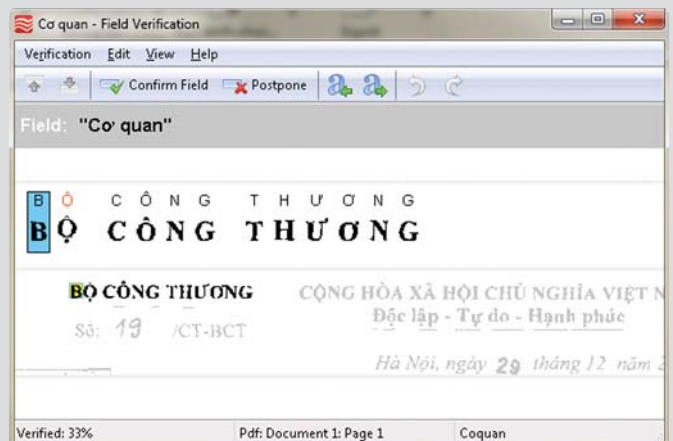 Cơ quan - Field Verification
Verification Edit View Help
Confirm Field Postpone a a
Field: "Cơ quan"
B Ộ C Ô N G T H Ư Ơ N G
BỘ CÔNG THƯƠNG
BỘ CÔNG THƯƠNG CỘNG HÒA XÃ HỘI CHỦ NGHĨA VIỆT N
Độc lập - Tự do - Hạnh phúc
Số: 19 /CT-BCT
Hà Nội, ngày 29 tháng 12 năm 2
Verified: 33% Pdf: Document 1: Page 1 Coquan